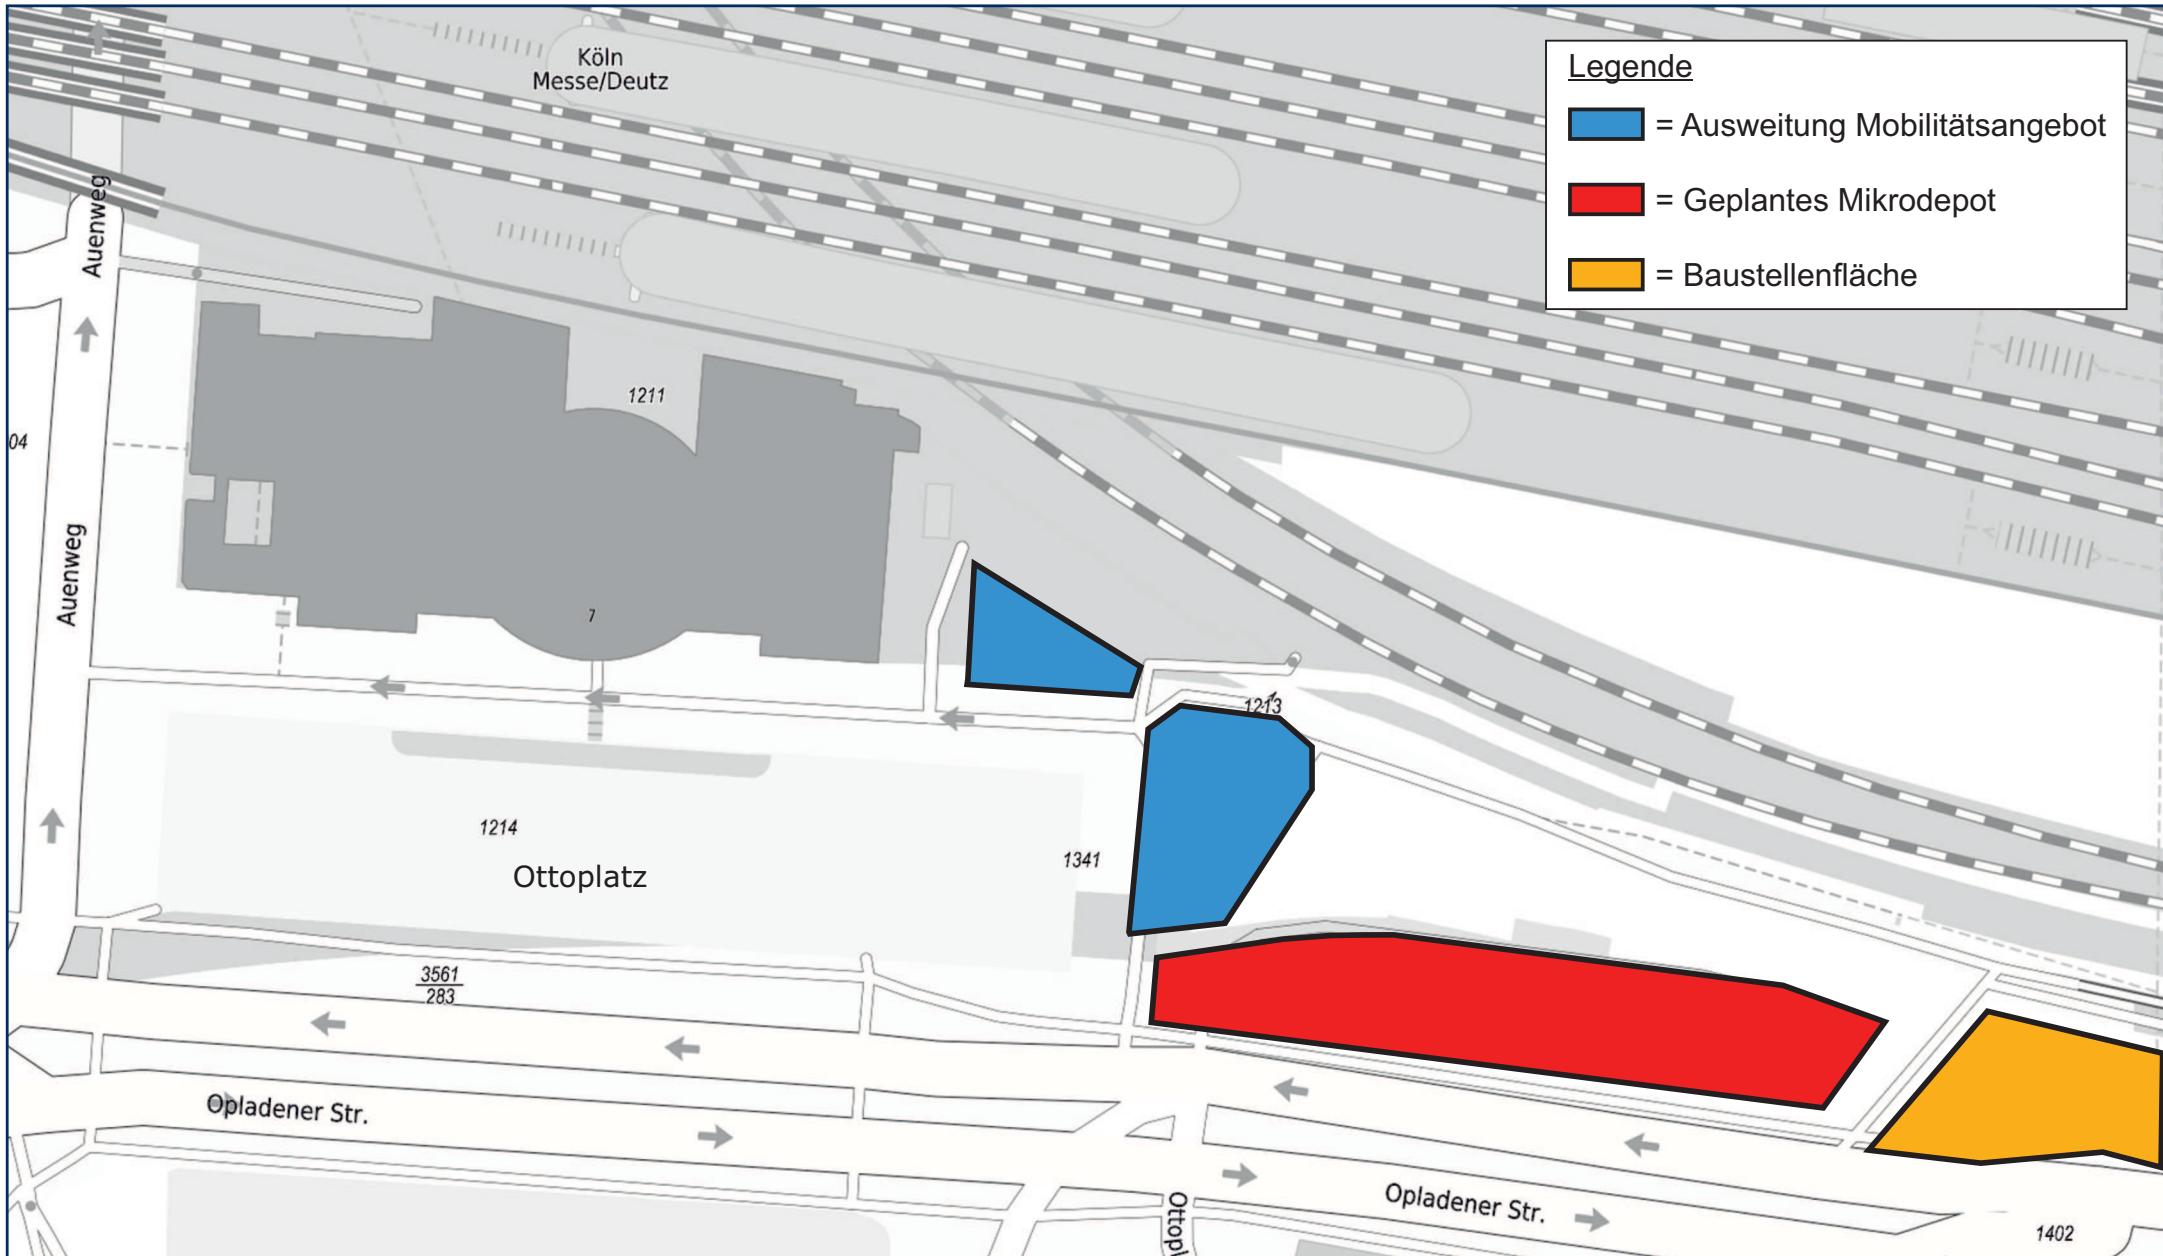 Köln
Messe/Deutz
Legende
= Ausweitung Mobilitätsangebot
= Geplantes Mikrodepot
= Baustellenfläche
Auenweg
1211
04
Auenweg
7
1213
1214
Ottoplatz
1341
3561
283
Opladener Str.
Opladener Str.
Ottopl
1402